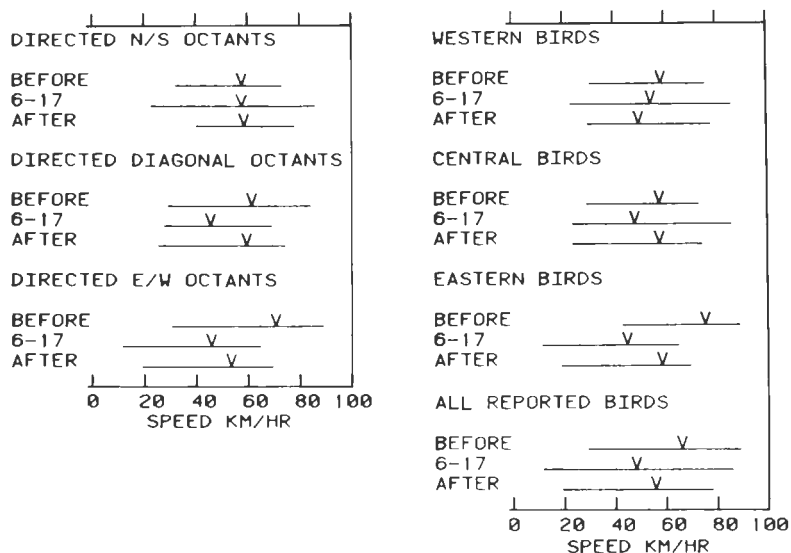 DIRECTED N/S OCTANTS
BEFORE
6-17
AFTER
DIRECTED DIAGONAL OCTANTS
BEFORE
6-17
AFTER
DIRECTED E/W OCTANTS
BEFORE
6-17
AFTER
0 20 40 60 80 100
SPEED KM/HR
WESTERN BIRDS
BEFORE
6-17
AFTER
CENTRAL BIRDS
BEFORE
6-17
AFTER
EASTERN BIRDS
BEFORE
6-17
AFTER
ALL REPORTED BIRDS
BEFORE
6-17
AFTER
0 20 40 60 80 100
SPEED KM/HR